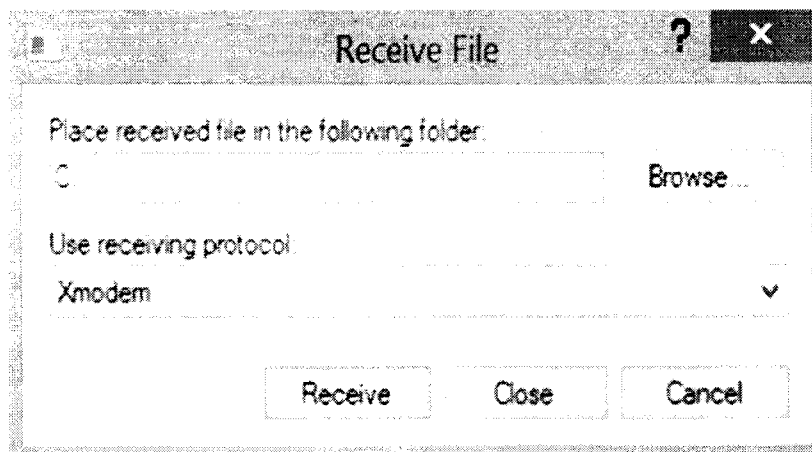 Receive File ? ×
Place received file in the following folder:
C:
Browse...
Use receiving protocol:
Xmodem
Receive Close Cancel